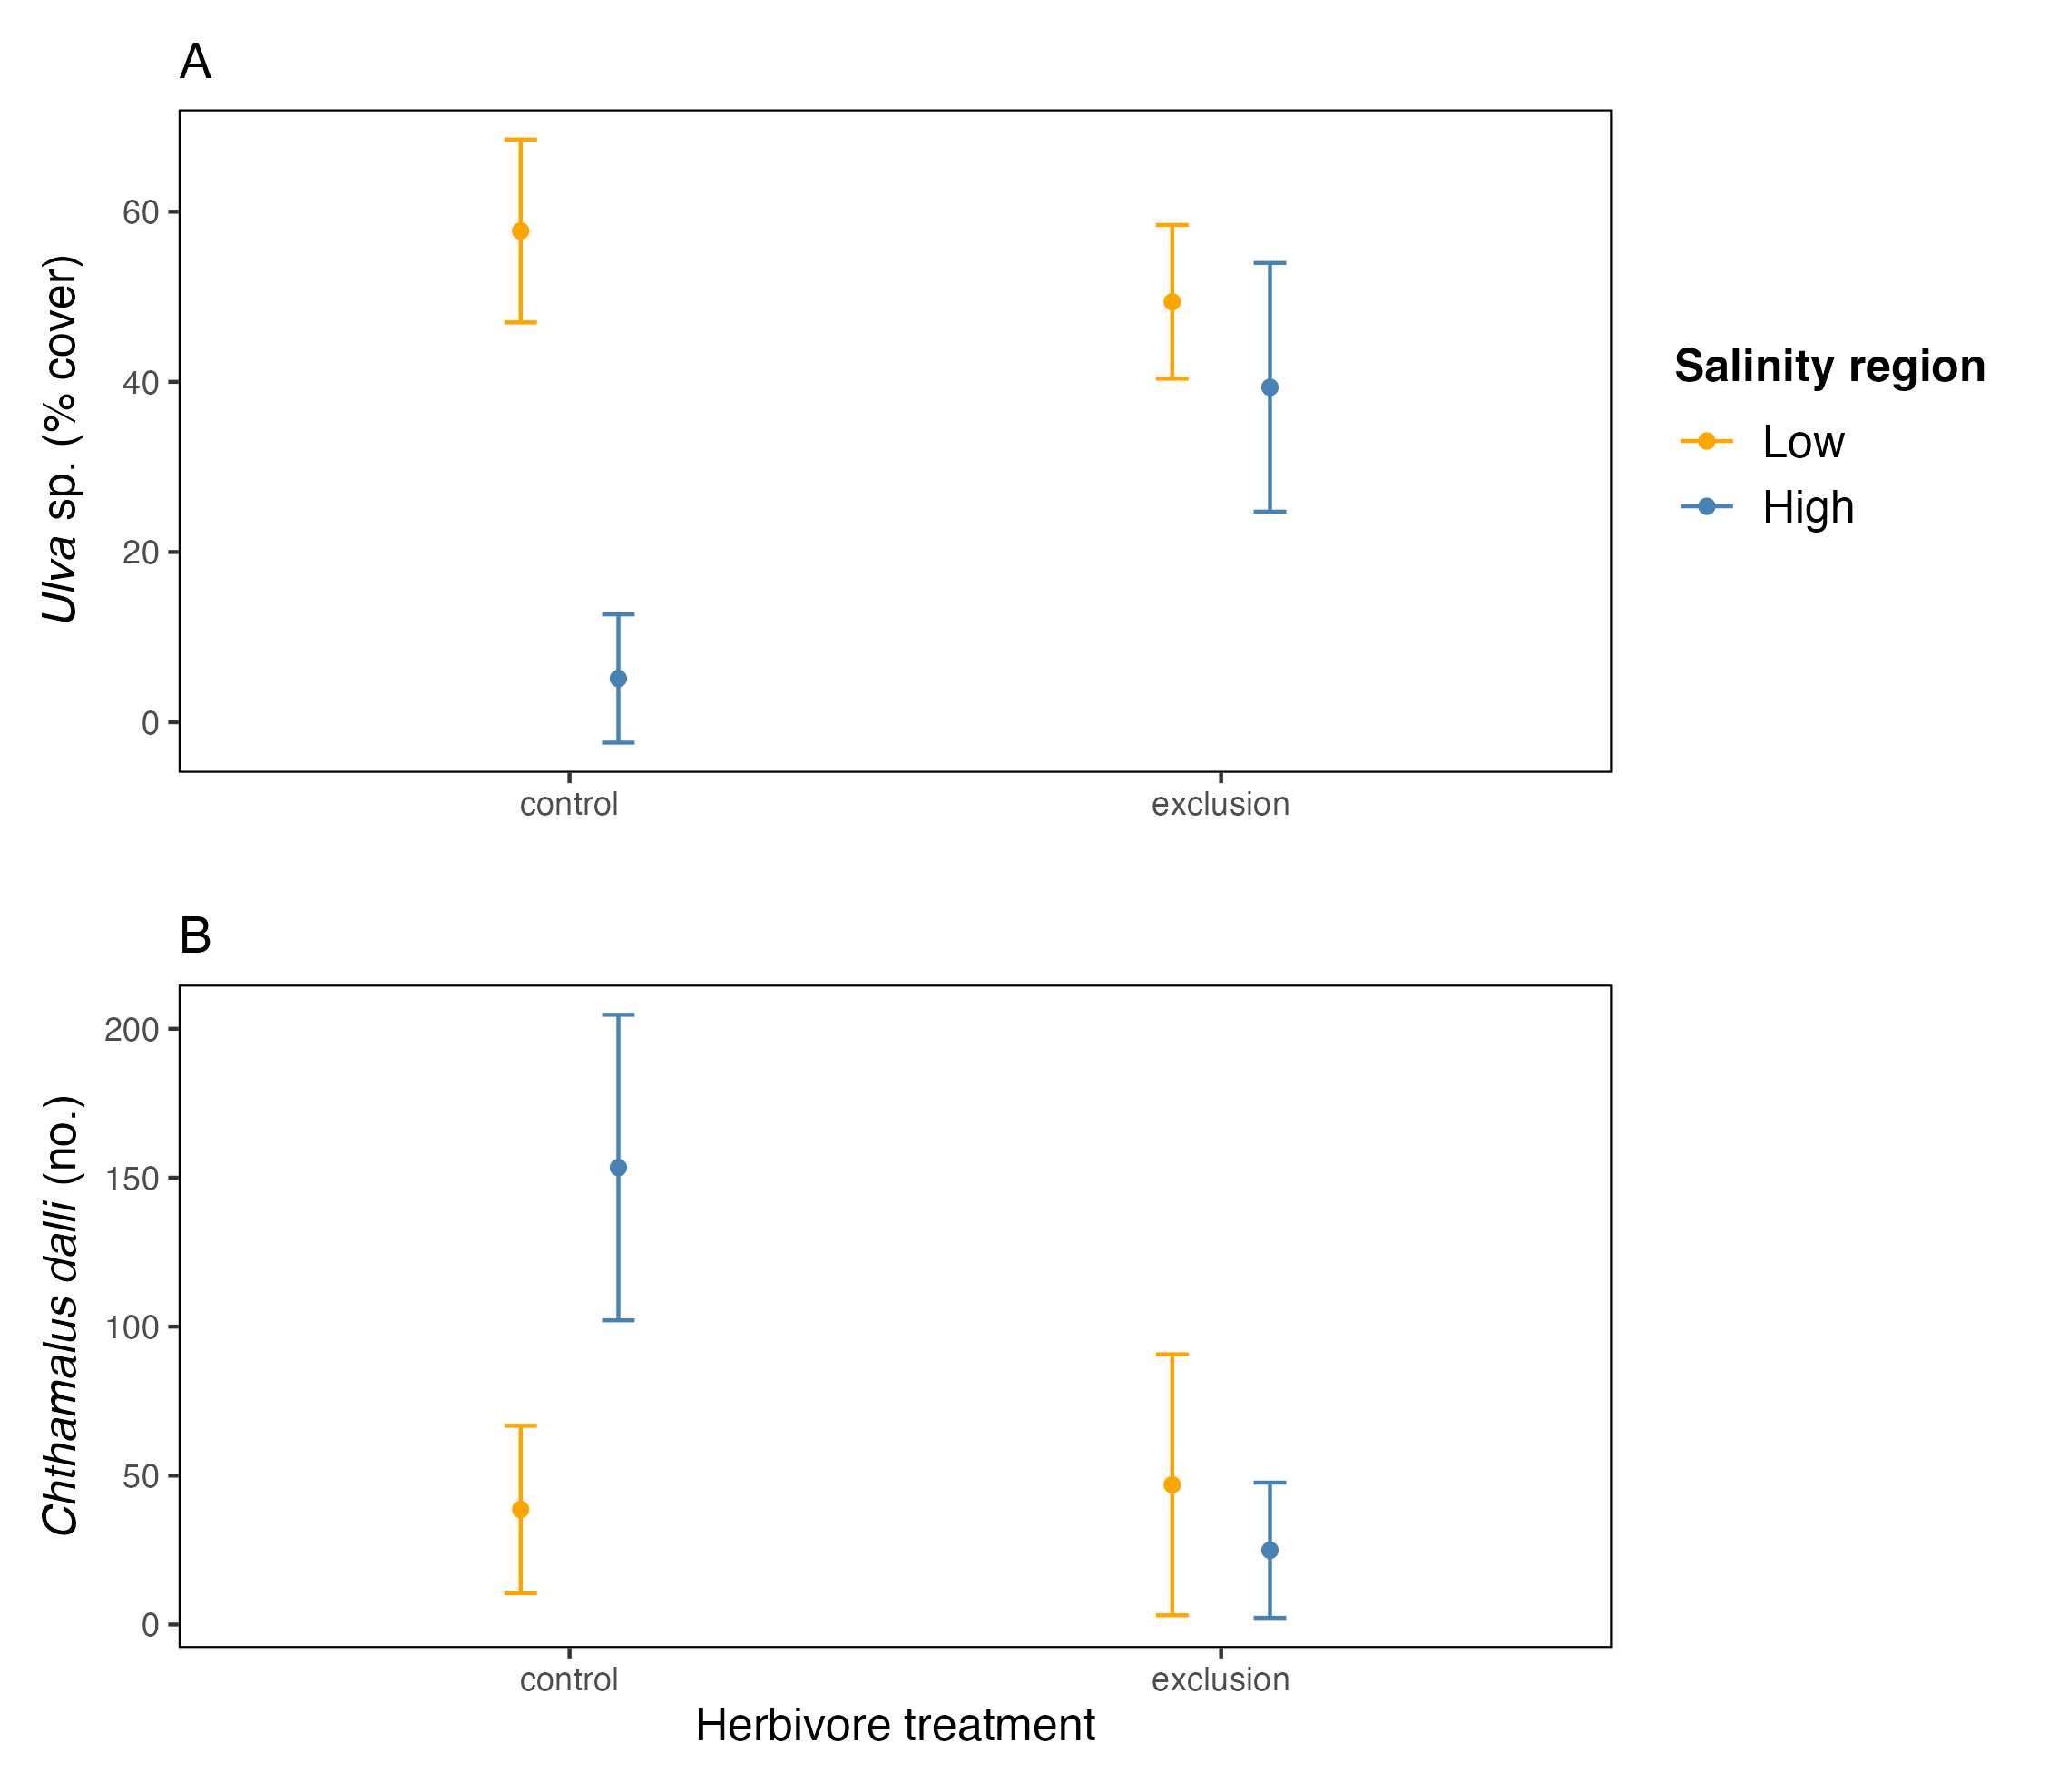 A
Ulva sp. (% cover)
60
40
20
0
control exclusion
Salinity region
Low
High
B
Chthamalus dalli (no.)
200
150
100
50
0
control exclusion
Herbivore treatment